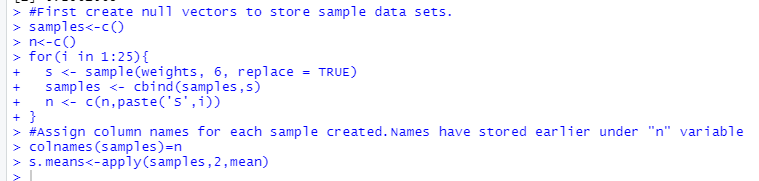 > #First create null vectors to store sample data sets.
> samples<-c()
> n<-c()
> for(i in 1:25){
+   s <- sample(weights, 6, replace = TRUE)
+   samples <- cbind(samples,s)
+   n <- c(n,paste('S',i))
+ }
> #Assign column names for each sample created.Names have stored earlier under "n" variable
> colnames(samples)=n
> s.means<-apply(samples,2,mean)
>